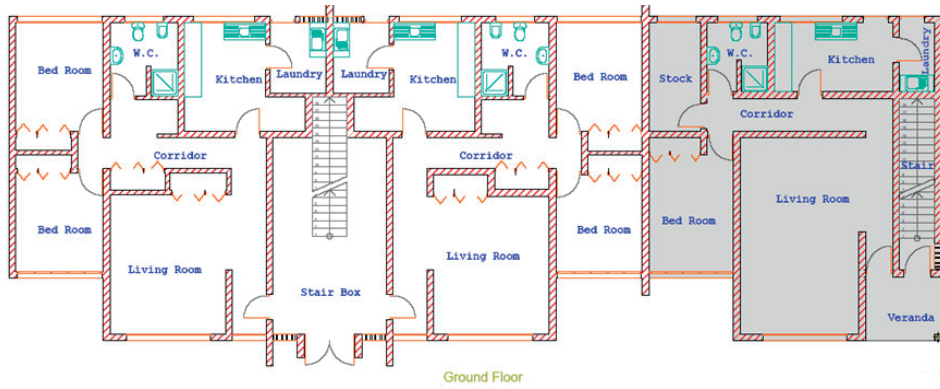 W.C.
W.C.
W.C.
Bed Room
Kitchen
Laundry
Laundry
Kitchen
Bed Room
Stock
Kitchen
Laundry
Corridor
Corridor
Corridor
Stair
Bed Room
Living Room
Living Room
Bed Room
Bed Room
Living Room
Stair Box
Veranda
Ground Floor